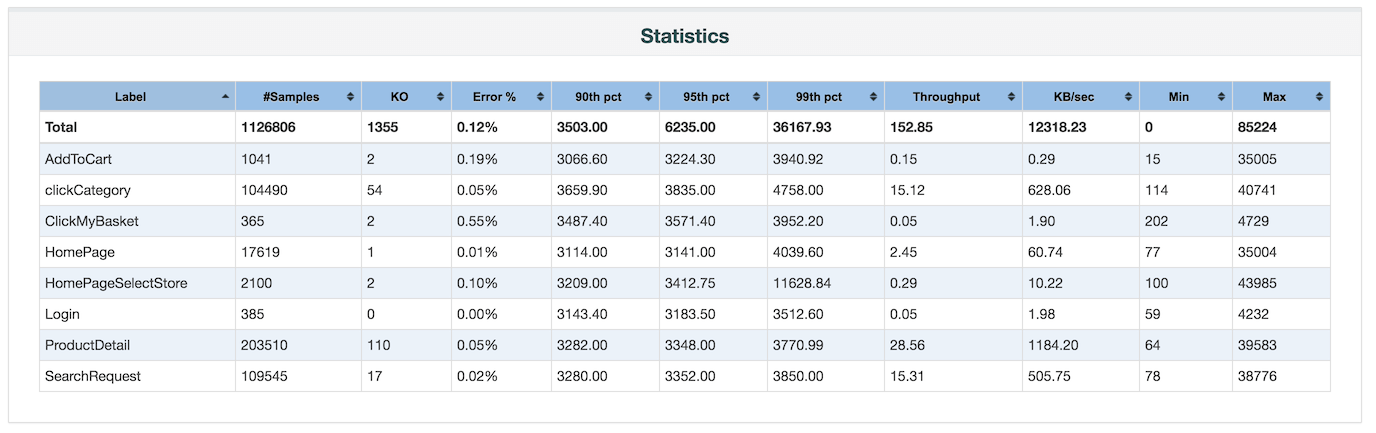 Statistics
Label #Samples KO Error % 90th pct 95th pct 99th pct Throughput KB/sec Min Max
Total 1126806 1355 0.12% 3503.00 6235.00 36167.93 152.85 12318.23 0 85224
AddToCart 1041 2 0.19% 3066.60 3224.30 3940.92 0.15 0.29 15 35005
clickCategory 104490 54 0.05% 3659.90 3835.00 4758.00 15.12 628.06 114 40741
ClickMyBasket 365 2 0.55% 3487.40 3571.40 3952.20 0.05 1.90 202 4729
HomePage 17619 1 0.01% 3114.00 3141.00 4039.60 2.45 60.74 77 35004
HomePageSelectStore 2100 2 0.10% 3209.00 3412.75 11628.84 0.29 10.22 100 43985
Login 385 0 0.00% 3143.40 3183.50 3512.60 0.05 1.98 59 4232
ProductDetail 203510 110 0.05% 3282.00 3348.00 3770.99 28.56 1184.20 64 39583
SearchRequest 109545 17 0.02% 3280.00 3352.00 3850.00 15.31 505.75 78 38776